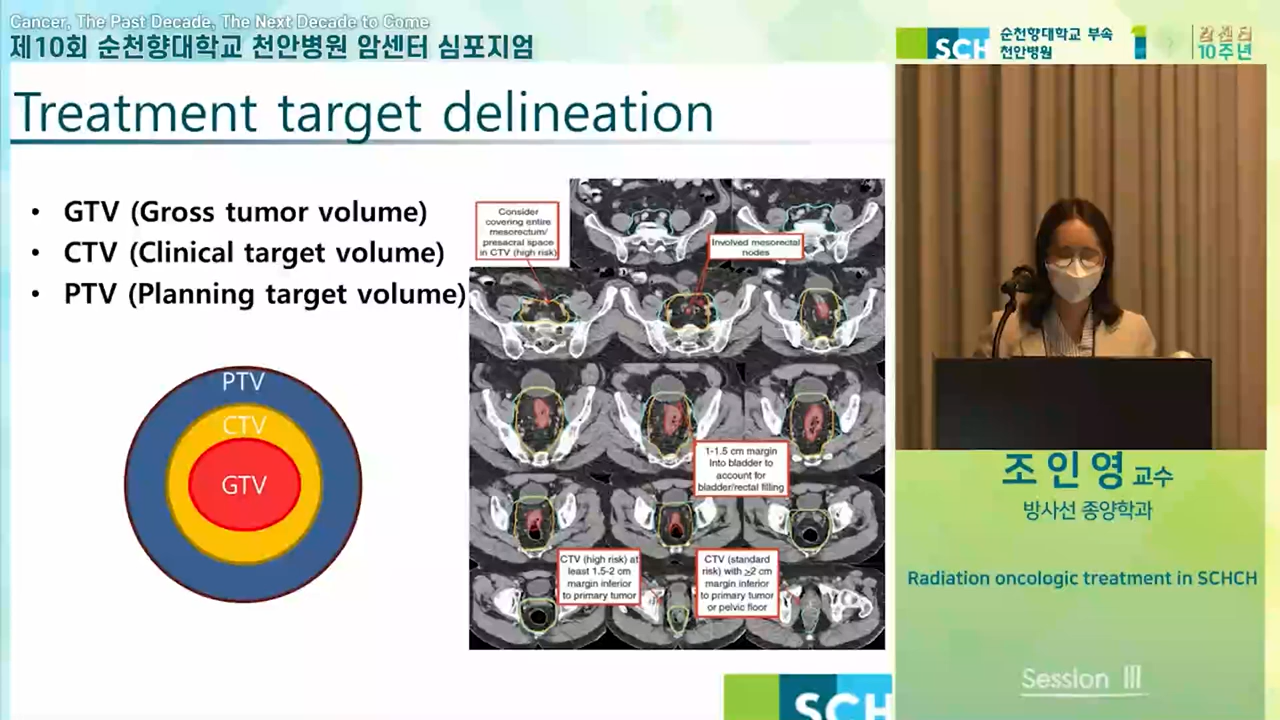 Cancer, The Past Decade, The Next Decade to Come
제10회 순천향대학교 천안병원 암센터 심포지엄
SCH
순천향대학교 부속
천안병원
암센터
10주년
Treatment target delineation
• GTV (Gross tumor volume)
• CTV (Clinical target volume)
• PTV (Planning target volume)
PTV
CTV
GTV
Consider
covering entire
mesorectum/
presacral space
in CTV (high risk)
Involved mesorectal
nodes
1-1.5 cm margin
Into bladder to
account for
bladder/rectal filling
CTV (high risk) at
least 1.5-2 cm
margin inferior
to primary tumor
CTV (standard
risk) with ≥2 cm
margin inferior
to primary tumor
or pelvic floor
SCH
조인영 교수
방사선 종양학과
Radiation oncologic treatment in SCHCH
Session Ⅲ